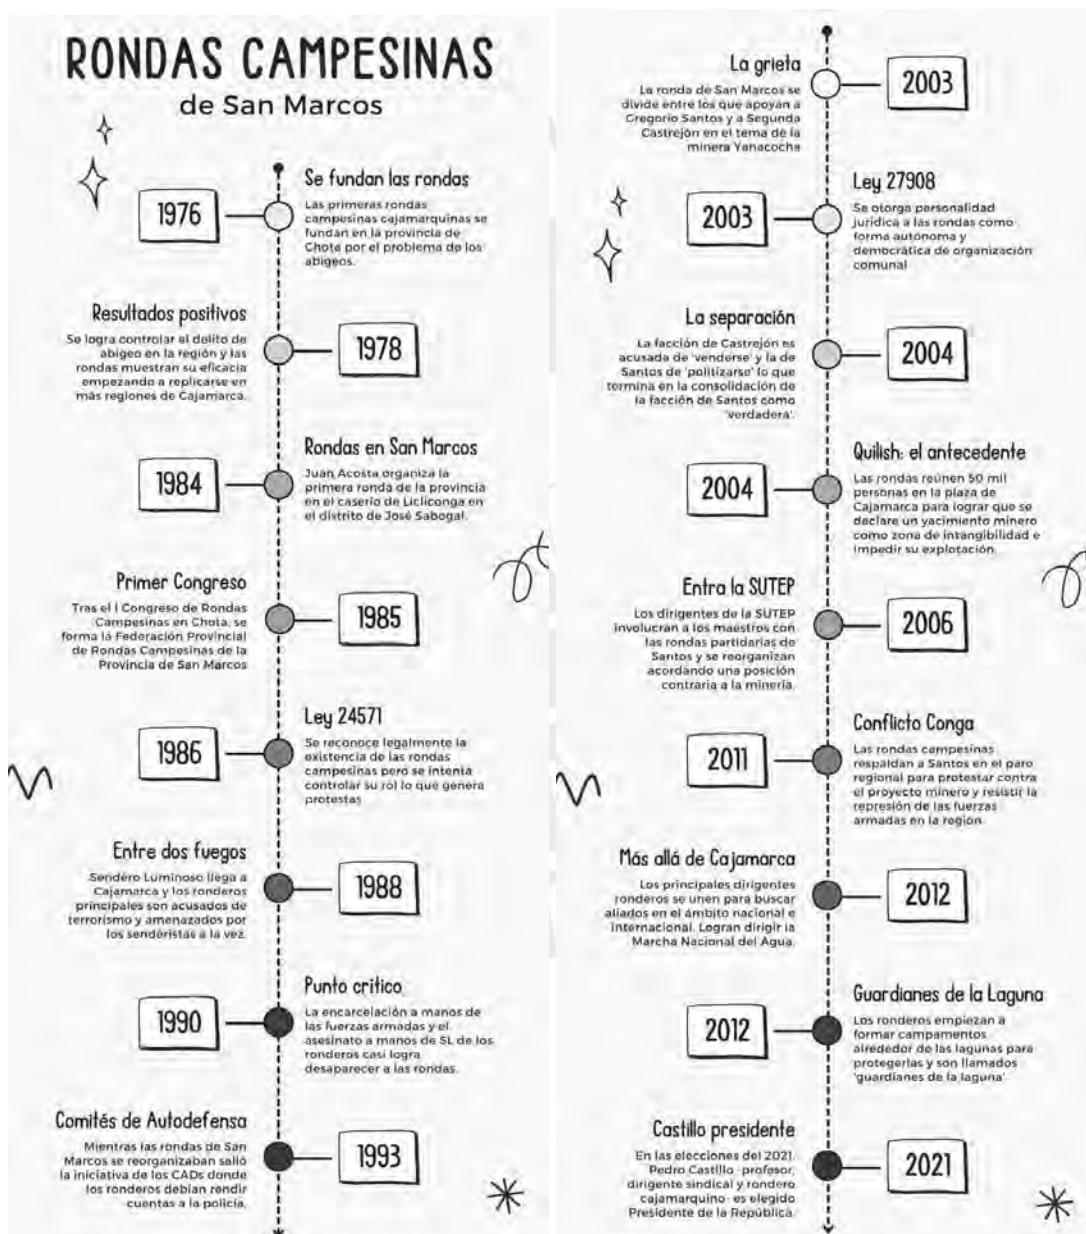 RONDAS CAMPESINAS
de San Marcos
1976
Se fundan las rondas
Las primeras rondas
campesinas cajamarquinas se
fundan en la provincia de
Chota por el problema de los
abigeos.
Resultados positivos
Se logra controlar el delito de
abigeo en la región y las
rondas muestran su eficacia
empezando a replicarse en
más regiones de Cajamarca.
1978
1984
Rondas en San Marcos
Juan Acosta organiza la
primera ronda de la provincia
en el caserío de Licliconga en
el distrito de José Sabogal.
Primer Congreso
Tras el I Congreso de Rondas
Campesinas en Chota, se
forma la Federación Provincial
de Rondas Campesinas de la
Provincia de San Marcos
1985
1986
Ley 24571
Se reconoce legalmente la
existencia de las rondas
campesinas pero se intenta
controlar su rol lo que genera
protestas
Entre dos fuegos
Sendero Luminoso llega a
Cajamarca y los ronderos
principales son acusados de
terrorismo y amenazados por
los senderistas a la vez.
1988
1990
Punto crítico
La encarcelación a manos de
las fuerzas armadas y el
asesinato a manos de SL de los
ronderos casi logra
desaparecer a las rondas.
Comités de Autodefensa
Mientras las rondas de San
Marcos se reorganizaban salió
la iniciativa de los CADs donde
los ronderos debían rendir
cuentas a la policía.
1993
La grieta
La ronda de San Marcos se
divide entre los que apoyan a
Gregorio Santos y a Segunda
Castrejón en el tema de la
minera Yanacocha
2003
2003
Ley 27908
Se otorga personalidad
jurídica a las rondas como
forma autónoma y
democrática de organización
comunal
La separación
La facción de Castrejón es
acusada de 'venderse' y la de
Santos de 'politizarse' lo que
termina en la consolidación de
la facción de Santos como
'verdadera'.
2004
2004
Quilish: el antecedente
Las rondas reúnen 50 mil
personas en la plaza de
Cajamarca para lograr que se
declare un yacimiento minero
como zona de intangibilidad e
impedir su explotación.
Entra la SUTEP
Los dirigentes de la SUTEP
involucran a los maestros con
las rondas partidarias de
Santos y se reorganizan
acordando una posición
contraria a la minería.
2006
2011
Conflicto Conga
Las rondas campesinas
respaldan a Santos en el paro
regional para protestar contra
el proyecto minero y resistir la
represión de las fuerzas
armadas en la región
Más allá de Cajamarca
Los principales dirigentes
ronderos se unen para buscar
aliados en el ámbito nacional e
internacional. Logran dirigir la
Marcha Nacional del Agua.
2012
2012
Guardianes de la Laguna
Los ronderos empiezan a
formar campamentos
alrededor de las lagunas para
protegerlas y son llamados
'guardianes de la laguna'
Castillo presidente
En las elecciones del 2021,
Pedro Castillo -profesor,
dirigente sindical y rondero
cajamarquino- es elegido
Presidente de la República.
2021